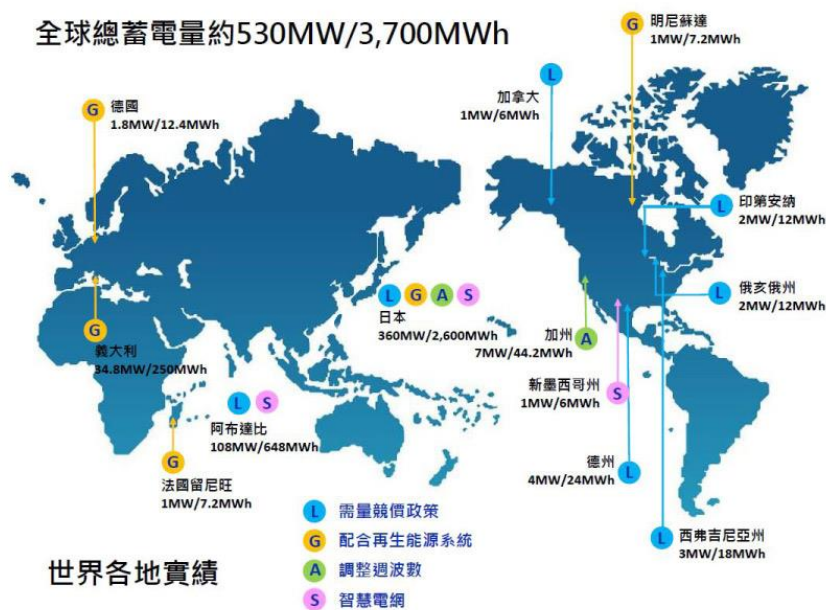 全球總蓄電量約530MW/3,700MWh
G
德國
1.8MW/12.4MWh
L
加拿大
1MW/6MWh
G
明尼蘇達
1MW/7.2MWh
L
印第安納
2MW/12MWh
L
俄亥俄州
2MW/12MWh
L G A S
日本
360MW/2,600MWh
G
義大利
34.8MW/250MWh
A
加州
7MW/44.2MWh
S
新墨西哥州
1MW/6MWh
L S
阿布達比
108MW/648MWh
G
法國留尼旺
1MW/7.2MWh
L
德州
4MW/24MWh
L
西弗吉尼亞州
3MW/18MWh
L 需量競價政策
G 配合再生能源系統
A 調整週波數
S 智慧電網
世界各地實績